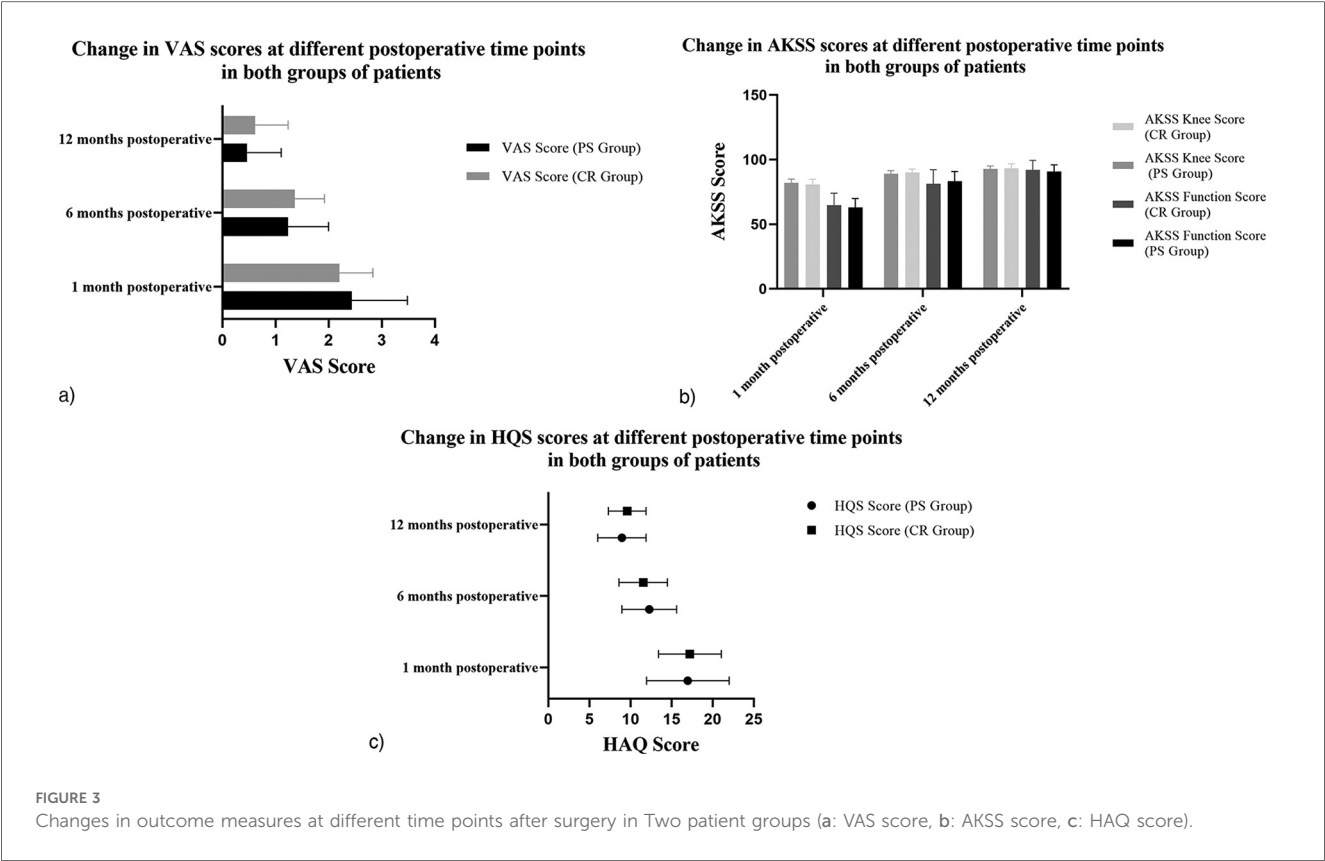 Change in VAS scores at different postoperative time points
in both groups of patients
12 months postoperative
6 months postoperative
1 month postoperative
0 1 2 3 4
VAS Score
VAS Score (PS Group)
VAS Score (CR Group)
a)
Change in AKSS scores at different postoperative time points
in both groups of patients
150
100
50
0
AKSS Score
1 month postoperative
6 months postoperative
12 months postoperative
AKSS Knee Score
(CR Group)
AKSS Knee Score
(PS Group)
AKSS Function Score
(CR Group)
AKSS Function Score
(PS Group)
b)
Change in HQS scores at different postoperative time points
in both groups of patients
12 months postoperative
6 months postoperative
1 month postoperative
0 5 10 15 20 25
HAQ Score
HQS Score (PS Group)
HQS Score (CR Group)
c)
FIGURE 3
Changes in outcome measures at different time points after surgery in Two patient groups (a: VAS score, b: AKSS score, c: HAQ score).